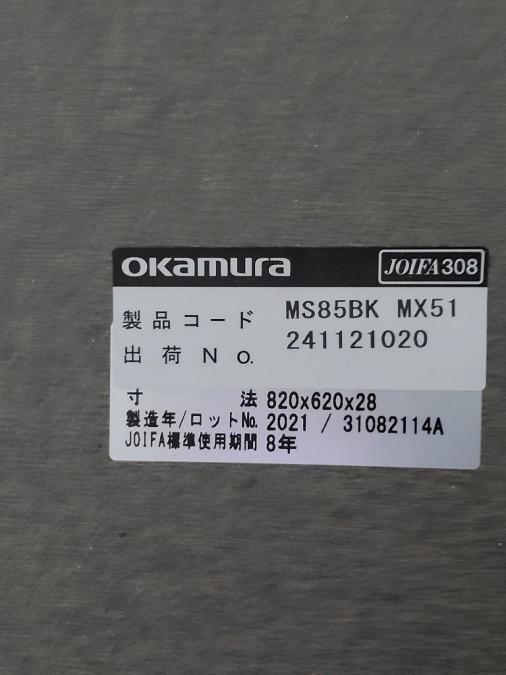 OKamura JOIFA308
製品コード MS85BK MX51
出荷No. 241121020
寸法 820x620x28
製造年/ロットNo. 2021 / 31082114A
JOIFA標準使用期間 8年